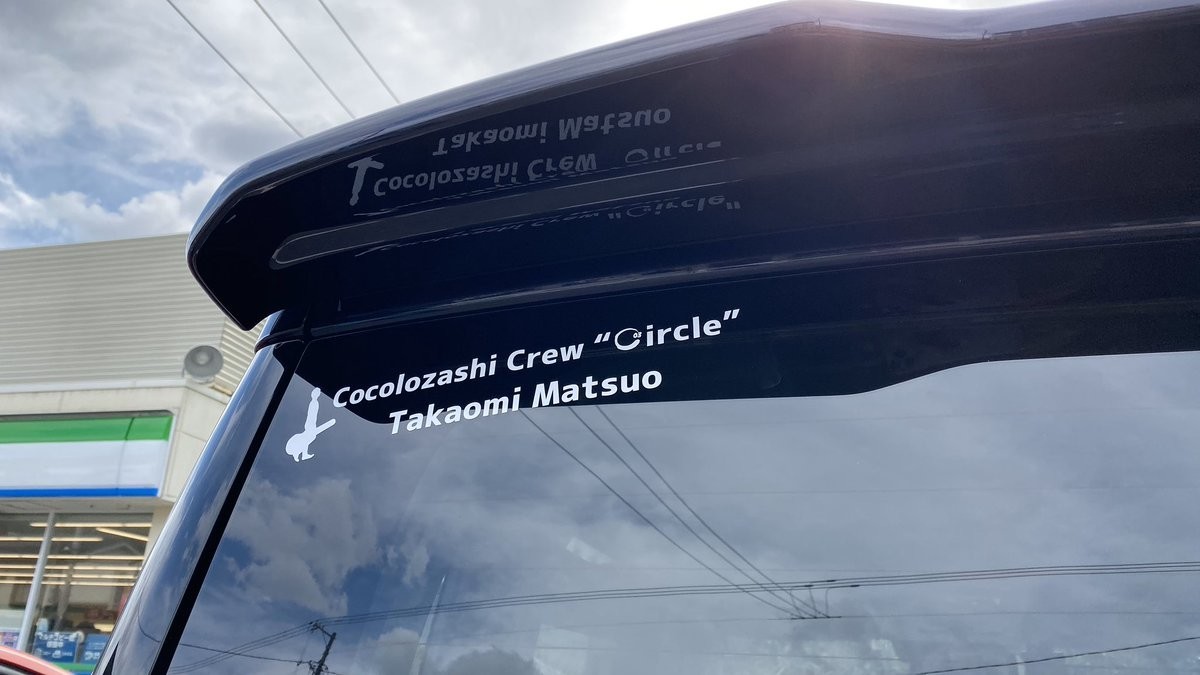 Cocolozashi Crew “Circle”
Takaomi Matsuo